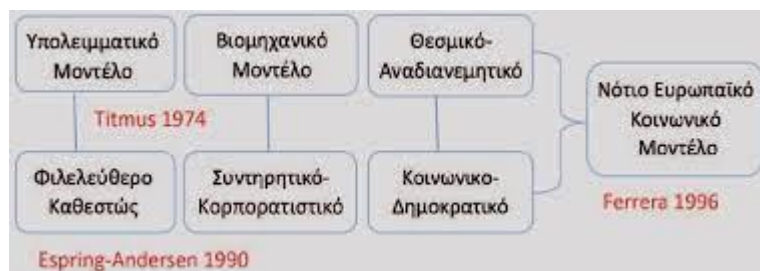 Υπολειμματικό
Μοντέλο
Βιομηχανικό
Μοντέλο
Θεσμικό-
Αναδιανεμητικό
Νότιο Ευρωπαϊκό
Κοινωνικό
Μοντέλο
Titmus 1974
Φιλελεύθερο
Καθεστώς
Συντηρητικό-
Κορπορατιστικό
Κοινωνικο-
Δημοκρατικό
Ferrera 1996
Espring-Andersen 1990